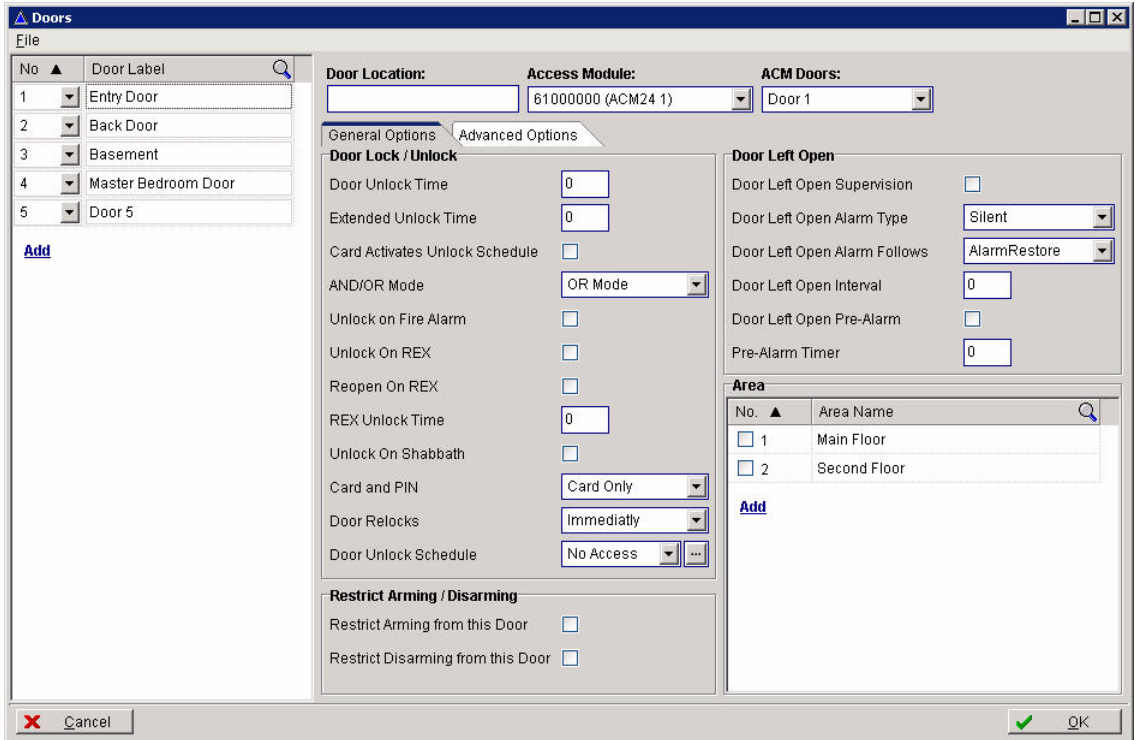 Doors
File
No Door Label
1 Entry Door
2 Back Door
3 Basement
4 Master Bedroom Door
5 Door 5
Add
Door Location: Access Module: ACM Doors:
61000000 (ACM24 1) Door 1
General Options Advanced Options
Door Lock / Unlock
Door Unlock Time 0
Extended Unlock Time 0
Card Activates Unlock Schedule
AND/OR Mode OR Mode
Unlock on Fire Alarm
Unlock On REX
Reopen On REX
REX Unlock Time 0
Unlock On Shabbath
Card and PIN Card Only
Door Relocks Immediatly
Door Unlock Schedule No Access ...
Restrict Arming / Disarming
Restrict Arming from this Door
Restrict Disarming from this Door
Door Left Open
Door Left Open Supervision
Door Left Open Alarm Type Silent
Door Left Open Alarm Follows AlarmRestore
Door Left Open Interval 0
Door Left Open Pre-Alarm
Pre-Alarm Timer 0
Area
No. Area Name
1 Main Floor
2 Second Floor
Add
Cancel OK